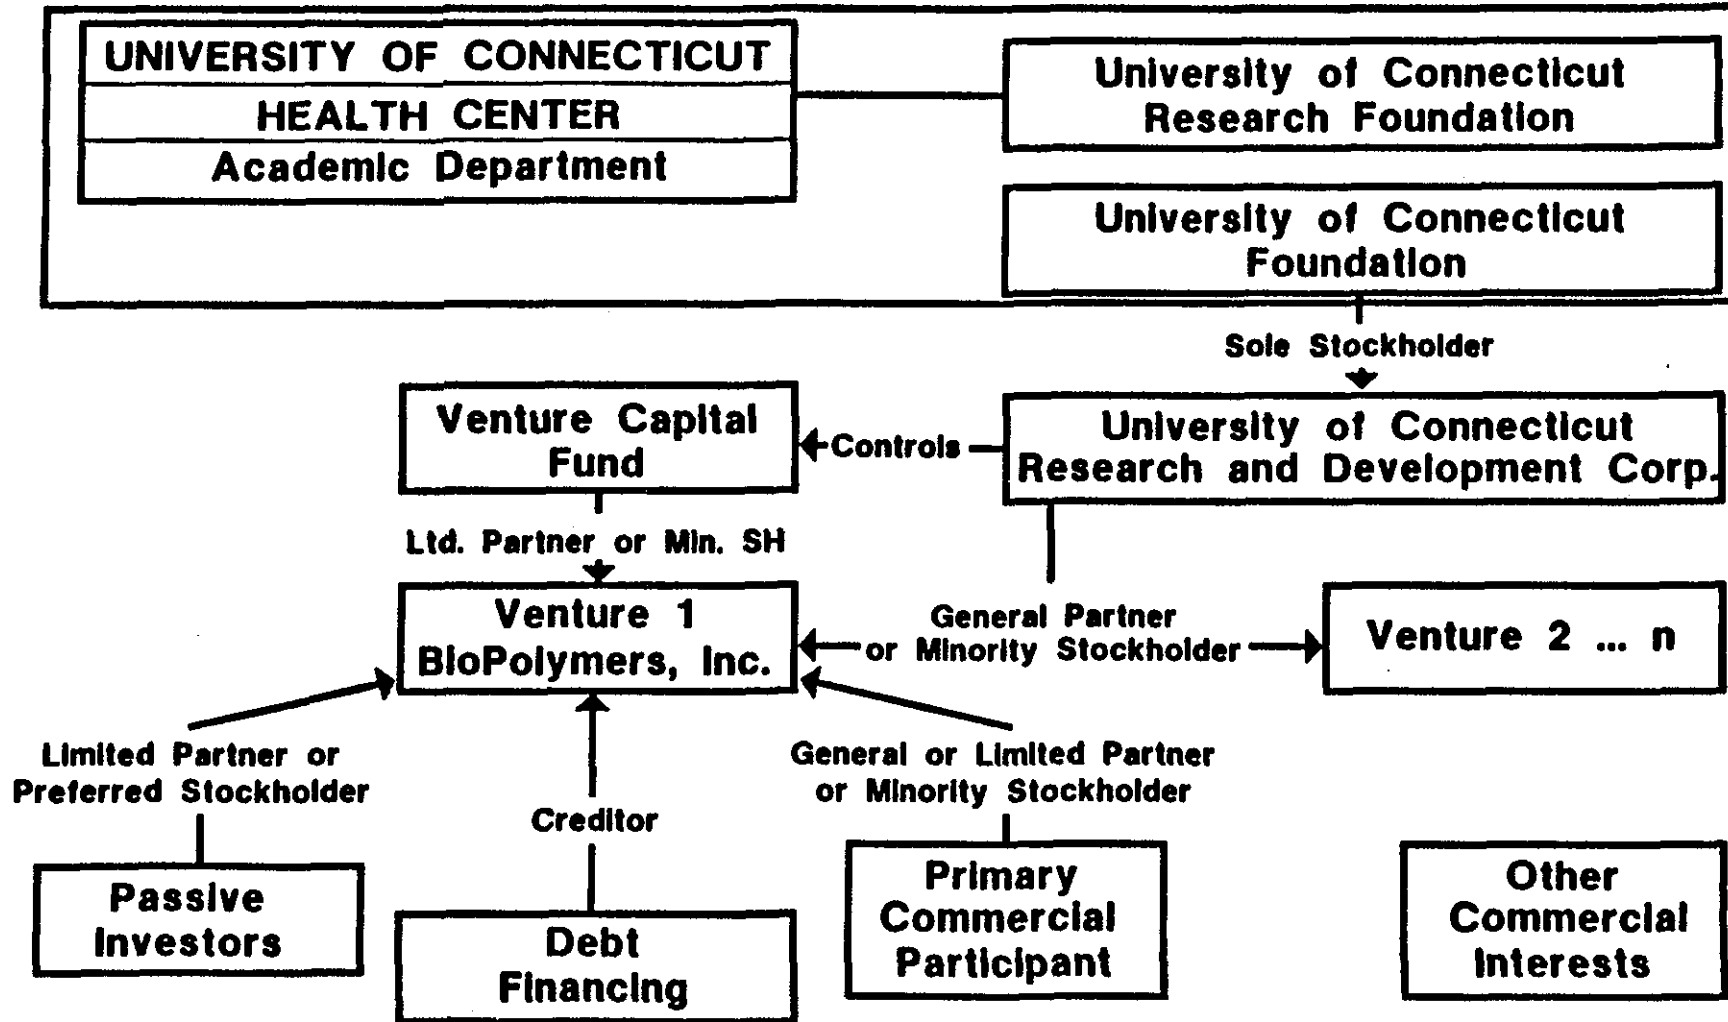 UNIVERSITY OF CONNECTICUT
HEALTH CENTER
Academic Department
University of Connecticut
Research Foundation
University of Connecticut
Foundation
Sole Stockholder
Venture Capital
Fund
Controls
University of Connecticut
Research and Development Corp.
Ltd. Partner or Min. SH
Venture 1
BioPolymers, Inc.
General Partner
or Minority Stockholder
Venture 2 ... n
Limited Partner or
Preferred Stockholder
Creditor
General or Limited Partner
or Minority Stockholder
Passive
Investors
Debt
Financing
Primary
Commercial
Participant
Other
Commercial
Interests